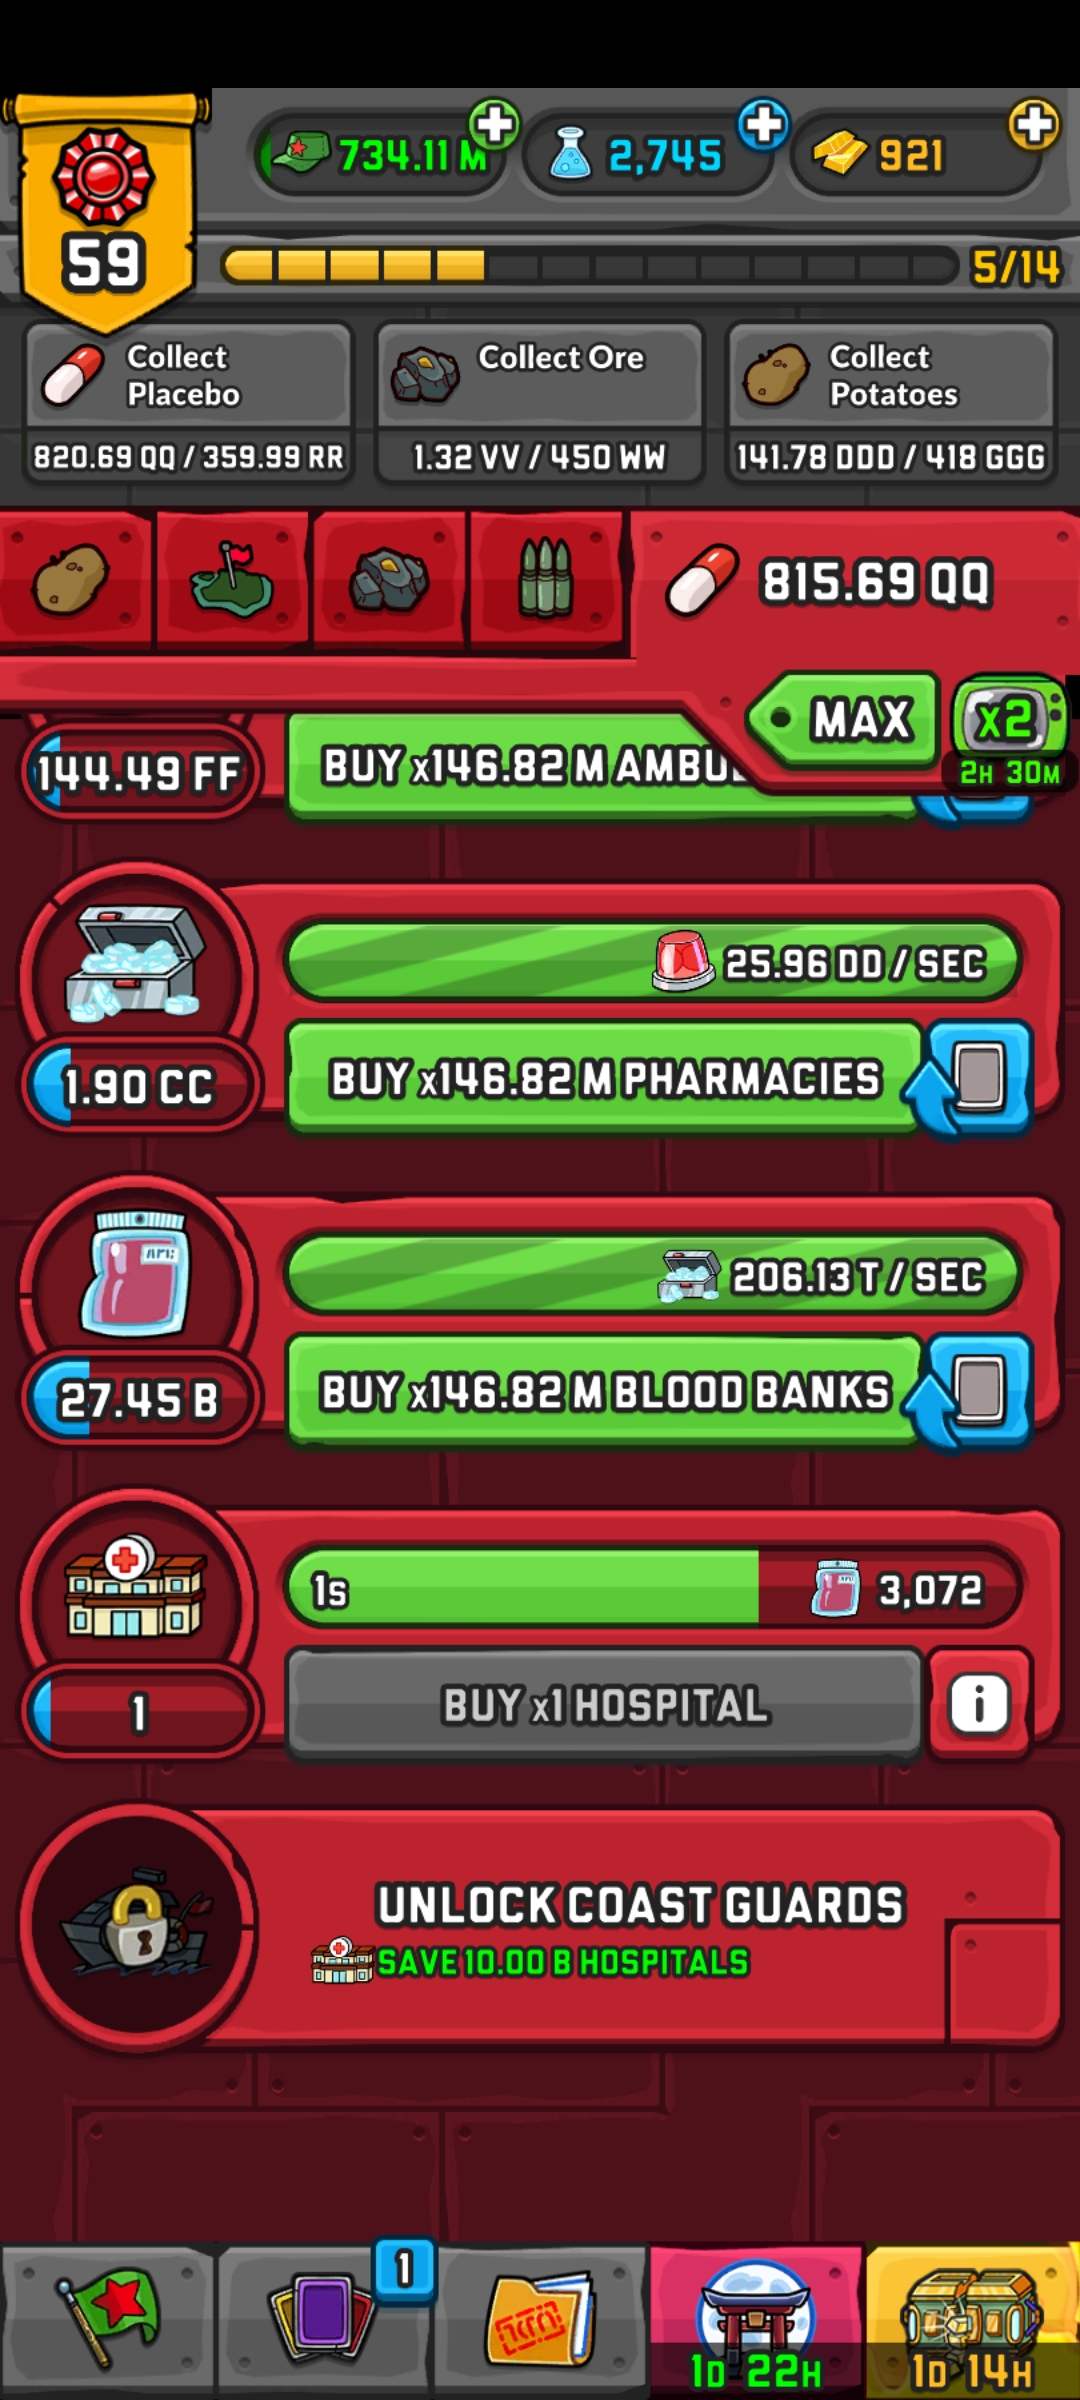 734.11 M
2,745
921
59
5/14
Collect
Placebo
820.69 QQ / 359.99 RR
Collect Ore
1.32 VV / 450 WW
Collect
Potatoes
141.78 DDD / 418 GGG
815.69 QQ
MAX
x2
2H 30M
144.49 FF
BUY x146.82 M AMBUL
25.96 DD / SEC
1.90 CC
BUY x146.82 M PHARMACIES
206.13 T / SEC
27.45 B
BUY x146.82 M BLOOD BANKS
1s
3,072
1
BUY x1 HOSPITAL
i
UNLOCK COAST GUARDS
SAVE 10.00 B HOSPITALS
1
1D 22H
1D 14H